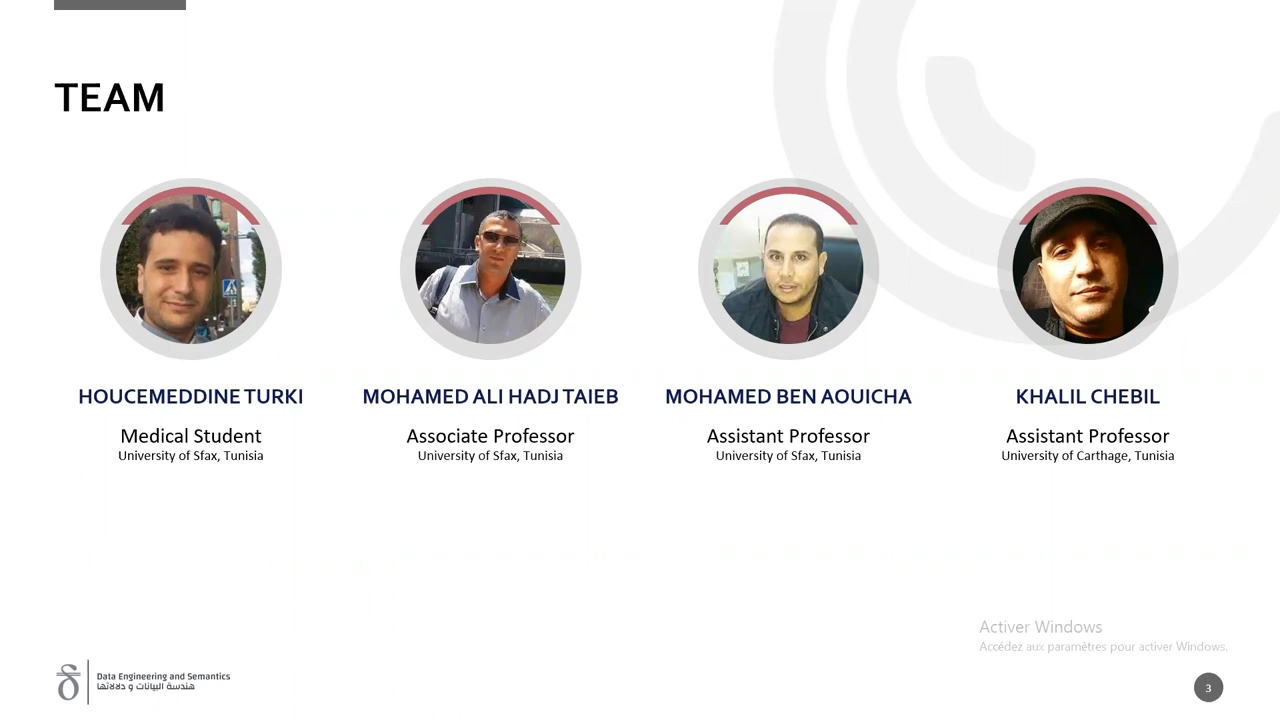 TEAM
HOUCEMEDDINE TURKI
Medical Student
University of Sfax, Tunisia
MOHAMED ALI HADJ TAIEB
Associate Professor
University of Sfax, Tunisia
MOHAMED BEN AOUICHA
Assistant Professor
University of Sfax, Tunisia
KHALIL CHEBIL
Assistant Professor
University of Carthage, Tunisia
Activer Windows
Accédez aux paramètres pour activer Windows.
Data Engineering and Semantics
هندسة البيانات و دلالاتها
3